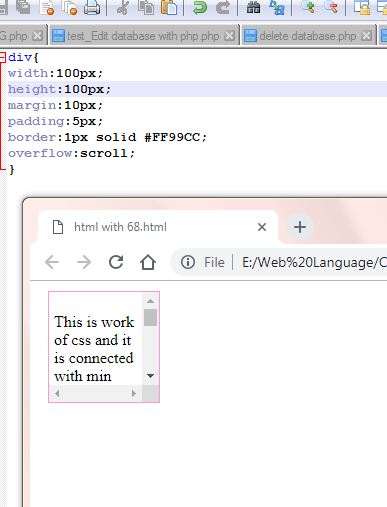 G.php
test_Edit database with php.php
delete database.php
div{
width:100px;
height:100px;
margin:10px;
padding:5px;
border:1px solid #FF99CC;
overflow:scroll;
}
html with 68.html
File
E:/Web%20Language/C
This is work
of css and it
is connected
with min